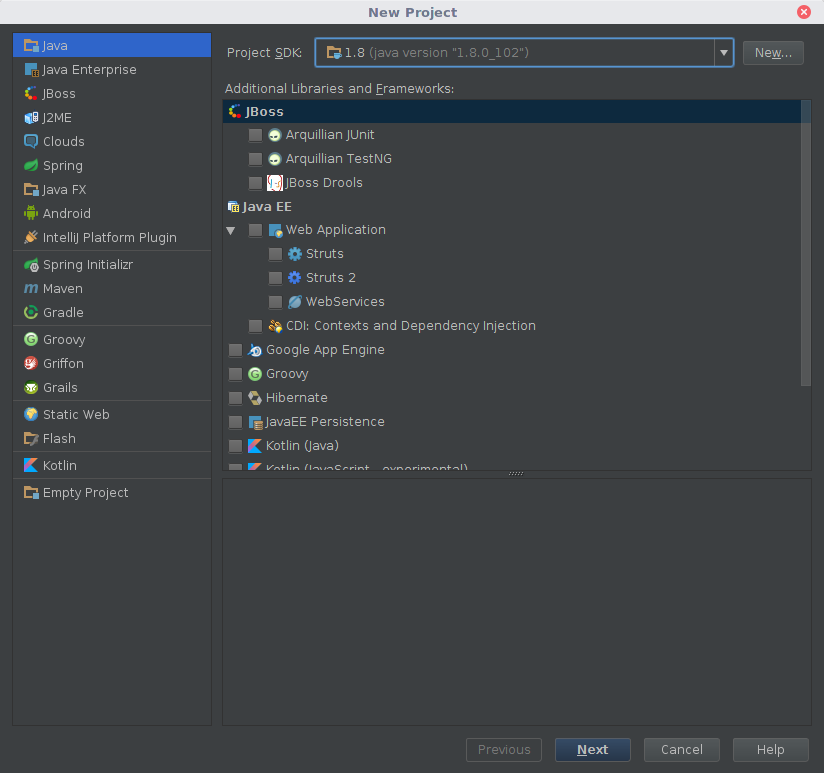 New Project
Java
Java Enterprise
JBoss
J2ME
Clouds
Spring
Java FX
Android
IntelliJ Platform Plugin
Spring Initializr
Maven
Gradle
Groovy
Griffon
Grails
Static Web
Flash
Kotlin
Empty Project
Project SDK: 1.8 (java version "1.8.0_102") New...
Additional Libraries and Frameworks:
JBoss
Arquillian JUnit
Arquillian TestNG
JBoss Drools
Java EE
Web Application
Struts
Struts 2
WebServices
CDI: Contexts and Dependency Injection
Google App Engine
Groovy
Hibernate
JavaEE Persistence
Kotlin (Java)
Kotlin (JavaScript - experimental)
Previous Next Cancel Help